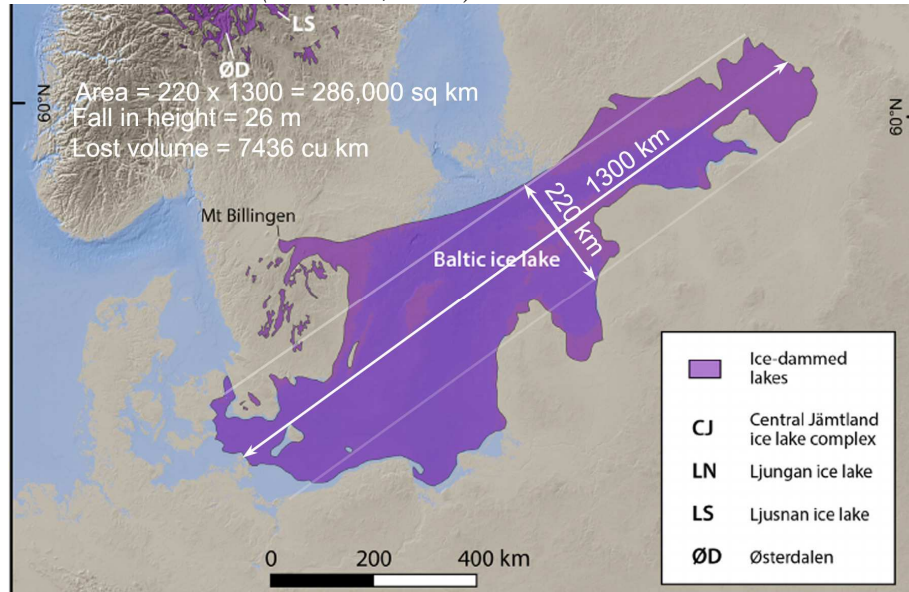 LS
ØD
Area = 220 x 1300 = 286,000 sq km
Fall in height = 26 m
Lost volume = 7436 cu km
60°N
60°N
1300 km
220 km
Mt Billingen
Baltic ice lake
Ice-dammed
lakes
CJ Central Jämtland
ice lake complex
LN Ljungan ice lake
LS Ljusnan ice lake
ØD Østerdalen
0 200 400 km